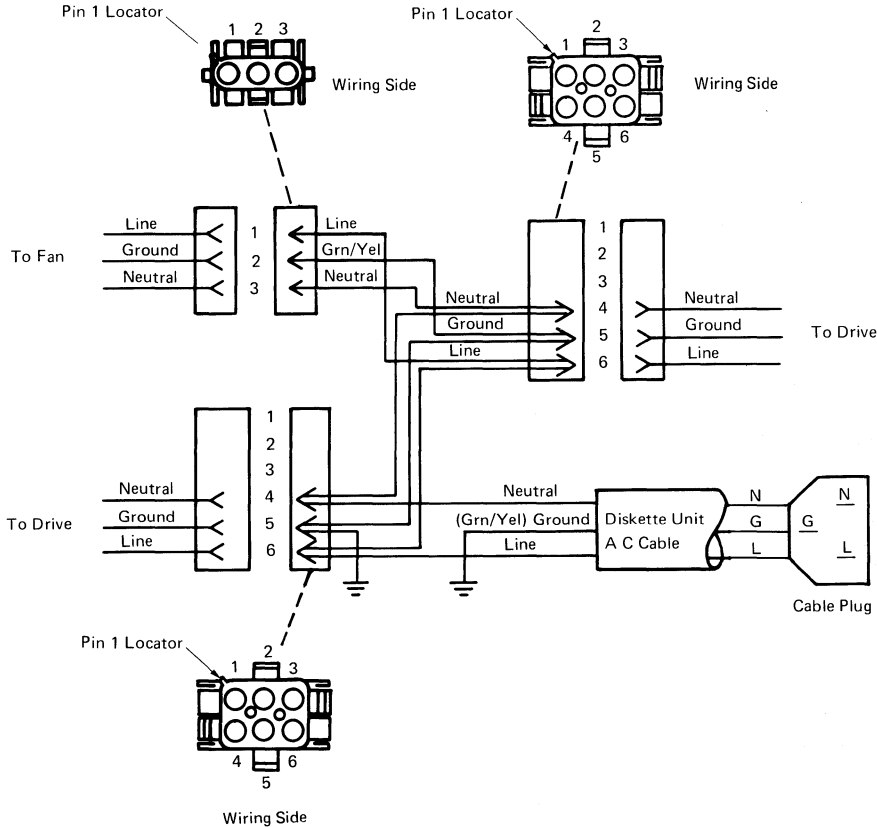 Pin 1 Locator
1 2 3
Wiring Side
Pin 1 Locator
2
1 3
Wiring Side
4 6
5
To Fan
Line
Ground
Neutral
1
2
3
Line
Grn/Yel
Neutral
Neutral
Ground
Line
1
2
3
4
5
6
Neutral
Ground
Line
To Drive
To Drive
Neutral
Ground
Line
1
2
3
4
5
6
Neutral
(Grn/Yel) Ground
Line
Diskette Unit
A C Cable
N
G
L
N
G
L
Cable Plug
Pin 1 Locator
2
1 3
4 6
5
Wiring Side